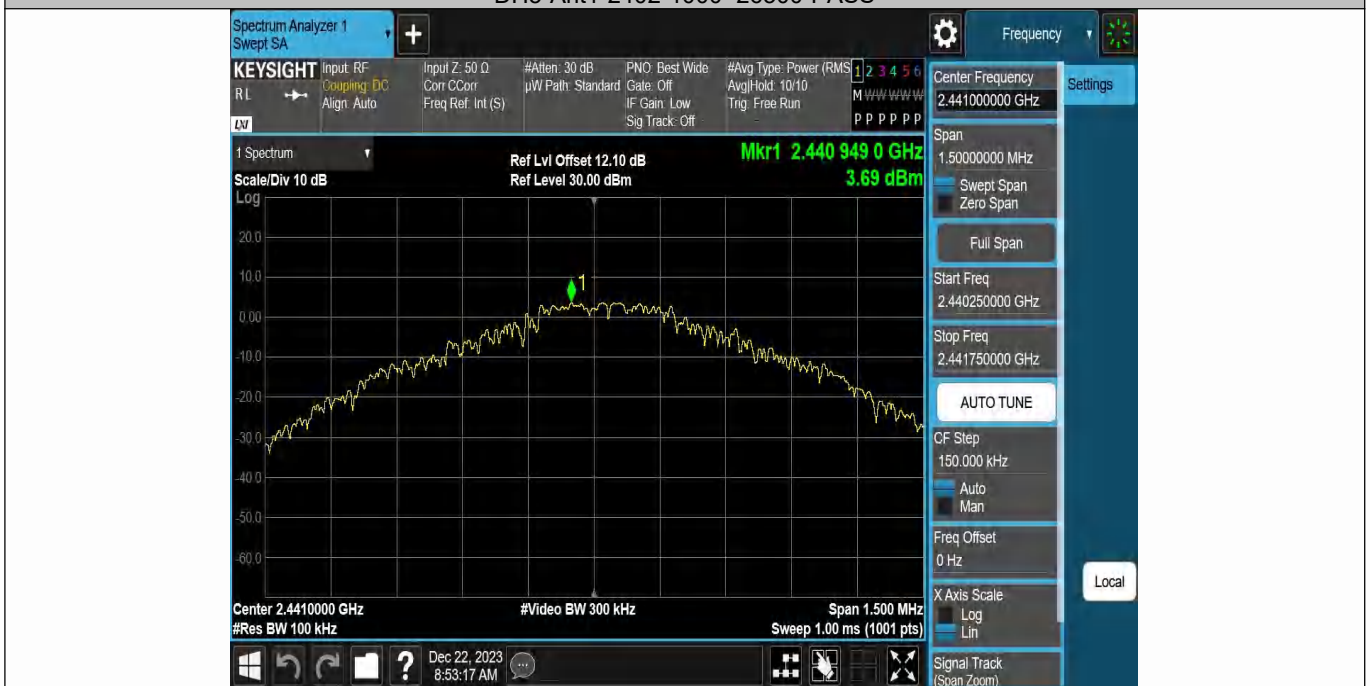 Spectrum Analyzer 1
Swept SA
+
Frequency
KEYSIGHT
RL
LXI
Input: RF
Coupling: DC
Align: Auto
Input Z: 50 Ω
Corr CCorr
Freq Ref: Int (S)
#Atten: 30 dB
µW Path: Standard
PNO: Best Wide
Gate: Off
IF Gain: Low
Sig Track: Off
#Avg Type: Power (RMS
Avg|Hold: 10/10
Trig: Free Run
1 2 3 4 5 6
M W W W W W
P P P P P P
Center Frequency
2.441000000 GHz
Settings
Span
1.50000000 MHz
Swept Span
Zero Span
Full Span
Start Freq
2.440250000 GHz
Stop Freq
2.441750000 GHz
AUTO TUNE
CF Step
150.000 kHz
Auto
Man
Freq Offset
0 Hz
X Axis Scale
Log
Lin
Signal Track
(Span Zoom)
Local
1 Spectrum
Scale/Div 10 dB
Log
Ref Lvl Offset 12.10 dB
Ref Level 30.00 dBm
Mkr1 2.440 949 0 GHz
3.69 dBm
20.0
10.0
0.00
-10.0
-20.0
-30.0
-40.0
-50.0
-60.0
1
Center 2.4410000 GHz
#Res BW 100 kHz
#Video BW 300 kHz
Span 1.500 MHz
Sweep 1.00 ms (1001 pts)
?
Dec 22, 2023
8:53:17 AM